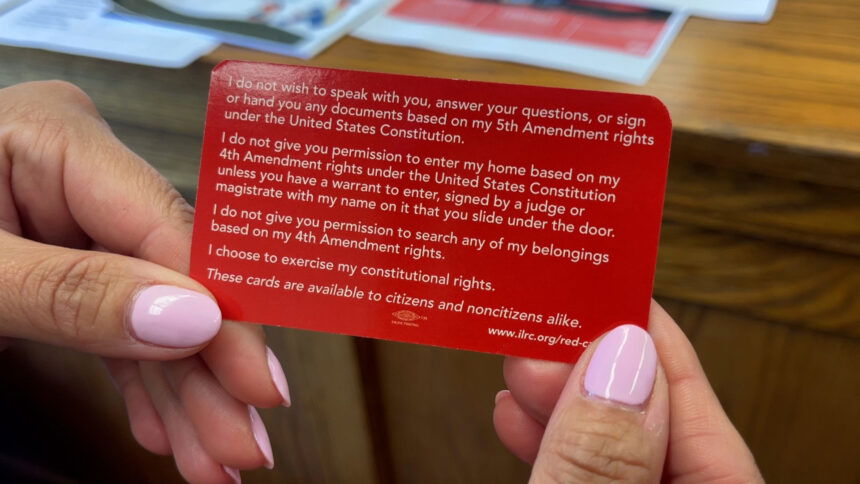 I do not wish to speak with you, answer your questions, or sign
or hand you any documents based on my 5th Amendment rights
under the United States Constitution.
I do not give you permission to enter my home based on my
4th Amendment rights under the United States Constitution
unless you have a warrant to enter, signed by a judge or
magistrate with my name on it that you slide under the door.
I do not give you permission to search any of my belongings
based on my 4th Amendment rights.
I choose to exercise my constitutional rights.
These cards are available to citizens and noncitizens alike.
www.ilrc.org/red-c